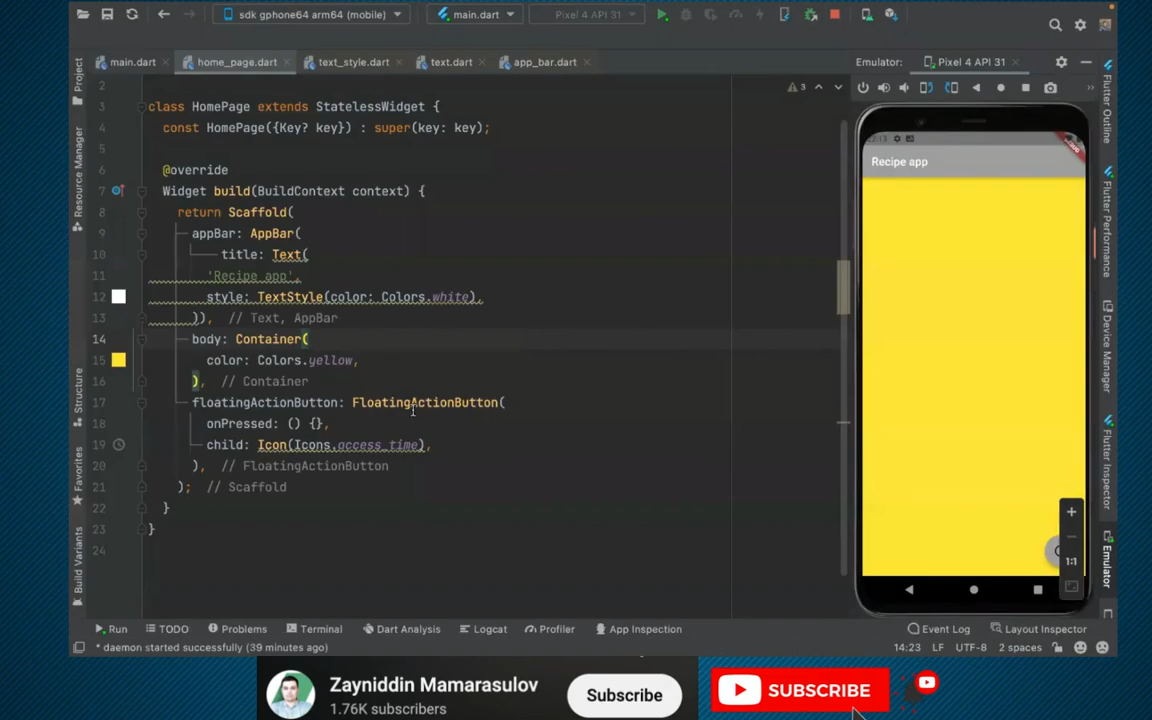 sdk gphone64 arm64 (mobile)
main.dart
Pixel 4 API 31
main.dart
home_page.dart
text_style.dart
text.dart
app_bar.dart
Emulator:
Pixel 4 API 31
Project
Resource Manager
Structure
Favorites
Build Variants
2
3 class HomePage extends StatelessWidget {
4 const HomePage({Key? key}) : super(key: key);
5
6 @override
7 Widget build(BuildContext context) {
8 return Scaffold(
9 appBar: AppBar(
10 title: Text(
11 'Recipe app',
12 style: TextStyle(color: Colors.white),
13 )), // Text, AppBar
14 body: Container(
15 color: Colors.yellow,
16 ), // Container
17 floatingActionButton: FloatingActionButton(
18 onPressed: () {},
19 child: Icon(Icons.access_time),
20 ), // FloatingActionButton
21 ); // Scaffold
22 }
23 }
24
3
Recipe app
1:1
Flutter Outline
Flutter Performance
Device Manager
Flutter Inspector
Emulator
Run
TODO
Problems
Terminal
Dart Analysis
Logcat
Profiler
App Inspection
Event Log
Layout Inspector
* daemon started successfully (39 minutes ago)
14:23
LF
UTF-8
2 spaces
Zayniddin Mamarasulov
1.76K subscribers
Subscribe
SUBSCRIBE